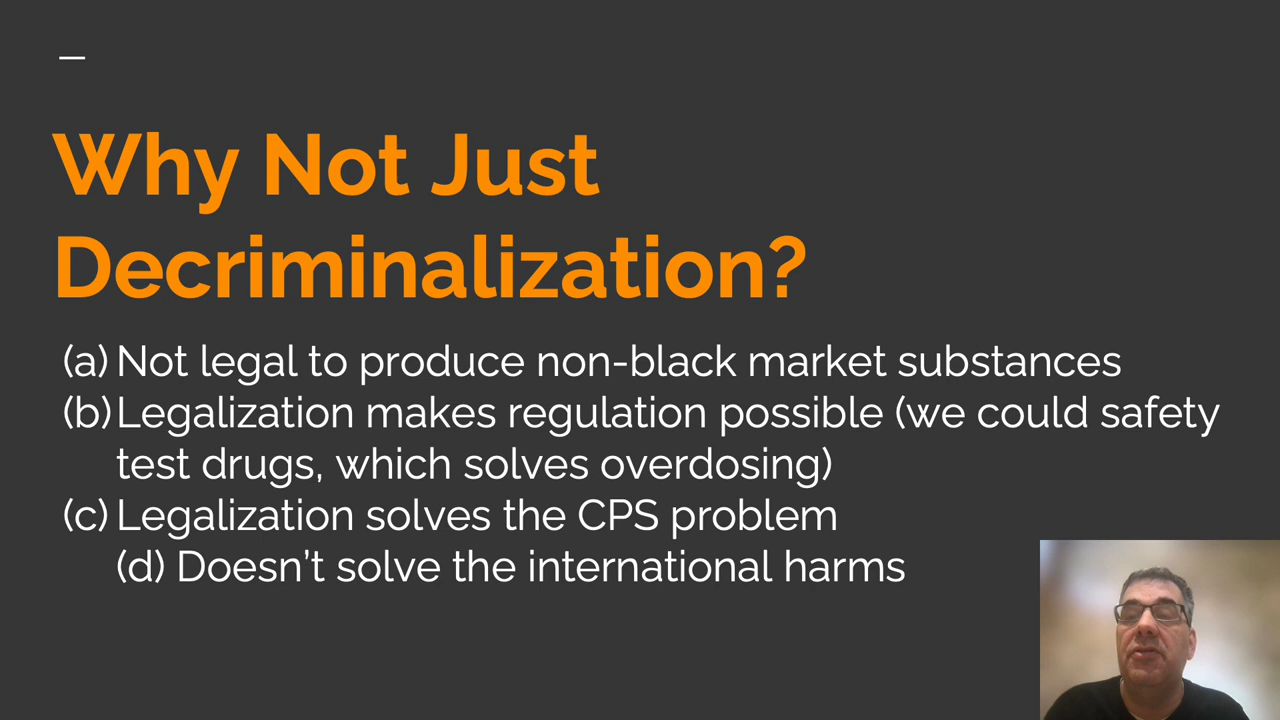 Why Not Just
Decriminalization?
(a) Not legal to produce non-black market substances
(b) Legalization makes regulation possible (we could safety
test drugs, which solves overdosing)
(c) Legalization solves the CPS problem
(d) Doesn't solve the international harms